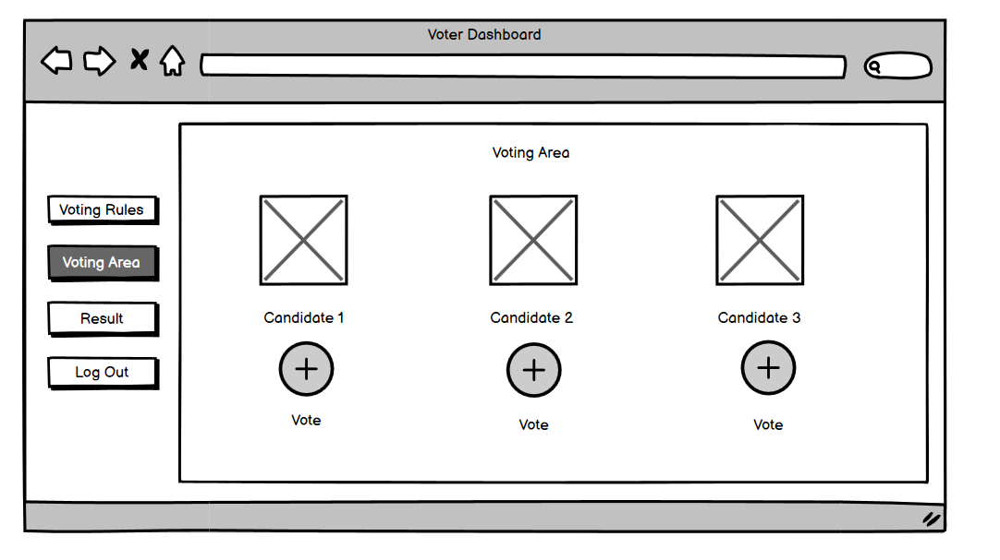 Voter Dashboard
Voting Area
Voting Rules
Voting Area
Result
Log Out
Candidate 1
Candidate 2
Candidate 3
Vote
Vote
Vote